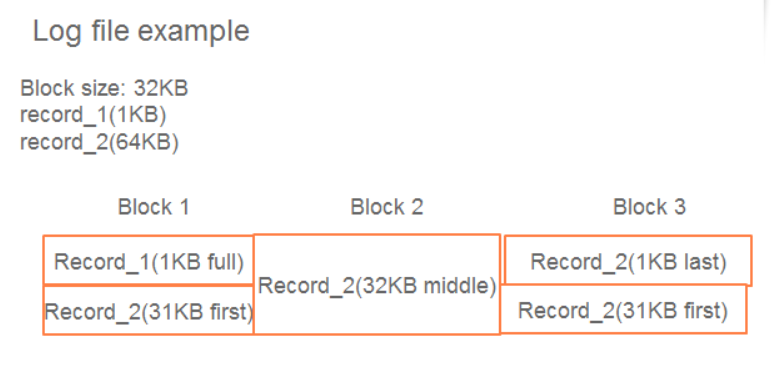 Log file example
Block size: 32KB
record_1(1KB)
record_2(64KB)
Block 1 Block 2 Block 3
Record_1(1KB full) Record_2(1KB last)
Record_2(32KB middle)
Record_2(31KB first) Record_2(31KB first)